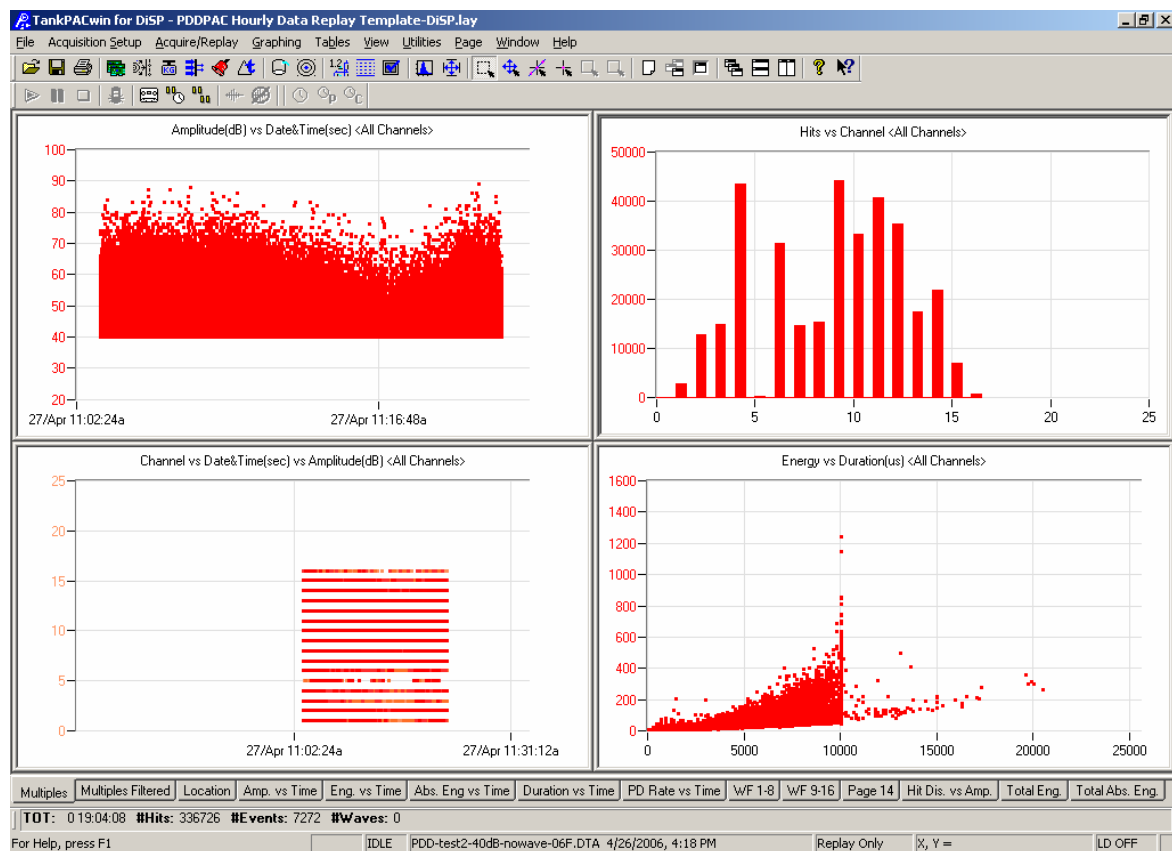 TankPACwin for DiSP - PDDPAC Hourly Data Replay Template-DiSP.lay
File Acquisition Setup Acquire/Replay Graphing Tables View Utilities Page Window Help
Amplitude(dB) vs Date&Time(sec) <All Channels>
100
90
80
70
60
50
40
30
20
27/Apr 11:02:24a 27/Apr 11:16:48a
Hits vs Channel <All Channels>
50000
40000
30000
20000
10000
0
0 5 10 15 20 25
Channel vs Date&Time(sec) vs Amplitude(dB) <All Channels>
25
20
15
10
5
0
27/Apr 11:02:24a 27/Apr 11:31:12a
Energy vs Duration(us) <All Channels>
1600
1400
1200
1000
800
600
400
200
0
0 5000 10000 15000 20000 25000
Multiples Multiples Filtered Location Amp. vs Time Eng. vs Time Abs. Eng vs Time Duration vs Time PD Rate vs Time WF 1-8 WF 9-16 Page 14 Hit Dis. vs Amp. Total Eng. Total Abs. Eng.
TOT: 0 19:04:08 #Hits: 336726 #Events: 7272 #Waves: 0
For Help, press F1 IDLE PDD-test2-40dB-nowave-06F.DTA 4/26/2006, 4:18 PM Replay Only X, Y = LD OFF